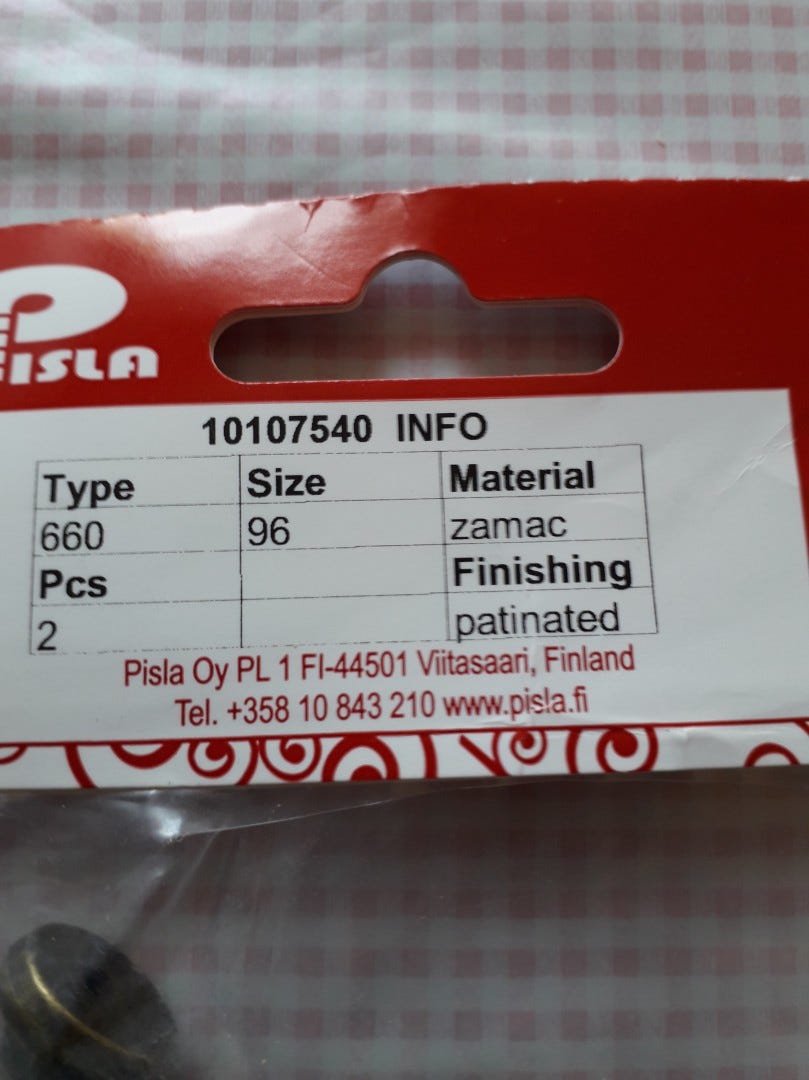 PISLA
10107540 INFO
Type Size Material
660 96 zamac
Pcs Finishing
2 patinated
Pisla Oy PL 1 FI-44501 Viitasaari, Finland
Tel. +358 10 843 210 www.pisla.fi